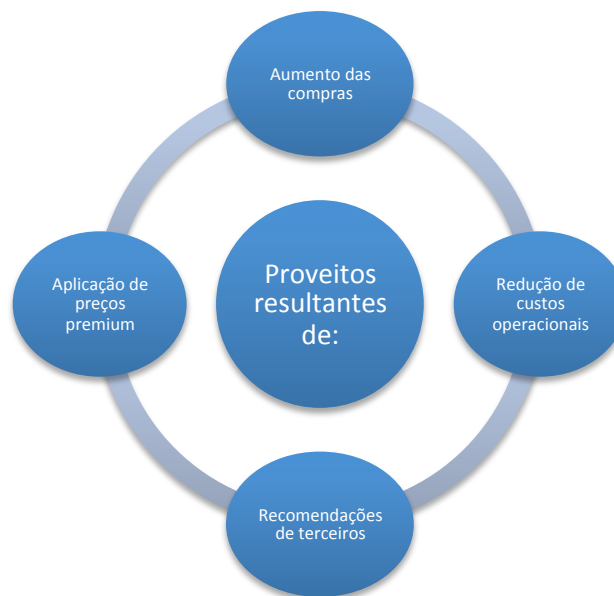 Aumento das
compras
Proveitos
resultantes
de:
Redução de
custos
operacionais
Recomendações
de terceiros
Aplicação de
preços
premium